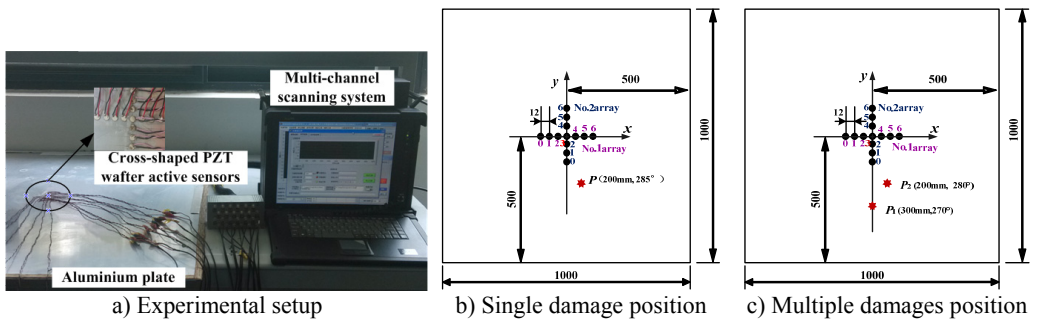 Multi-channel
scanning system
Cross-shaped PZT
wafter active sensors
Aluminium plate
a) Experimental setup
y
500
6
No.2array
5
4
12
x
4 5 6
0 1 2 3
No.1array
2
1
0
P (200mm, 285°)
500
1000
1000
b) Single damage position
y
500
6
No.2array
5
4
12
x
4 5 6
0 1 2 3
No.1array
2
1
0
P2 (200mm, 280°)
P1 (300mm,270°)
500
1000
1000
c) Multiple damages position